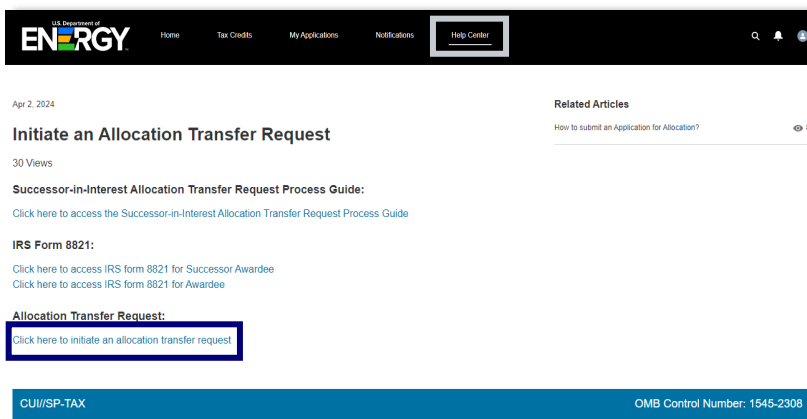 U.S. Department of
ENERGY
Home
Tax Credits
My Applications
Notifications
Help Center
Apr 2, 2024
Related Articles
How to submit an Application for Allocation?
Initiate an Allocation Transfer Request
30 Views
Successor-in-Interest Allocation Transfer Request Process Guide:
Click here to access the Successor-in-Interest Allocation Transfer Request Process Guide
IRS Form 8821:
Click here to access IRS form 8821 for Successor Awardee
Click here to access IRS form 8821 for Awardee
Allocation Transfer Request:
Click here to initiate an allocation transfer request
CUI//SP-TAX
OMB Control Number: 1545-2308